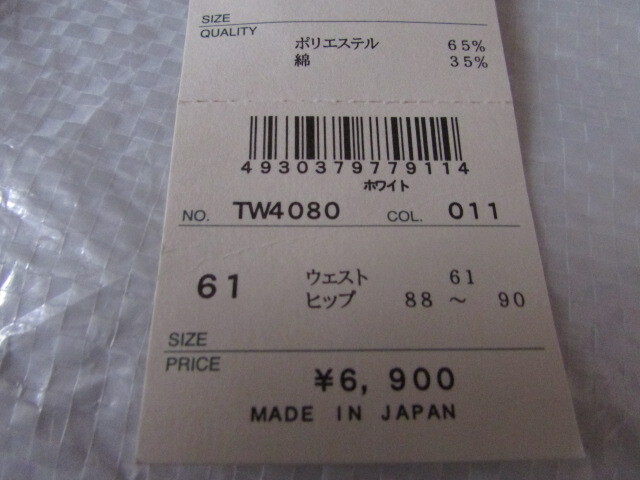 SIZE
QUALITY
ポリエステル 65%
綿 35%
4930379779114
ホワイト
NO. TW4080 COL. 011
61 ウェスト 61
ヒップ 88 ～ 90
SIZE
PRICE
¥6,900
MADE IN JAPAN